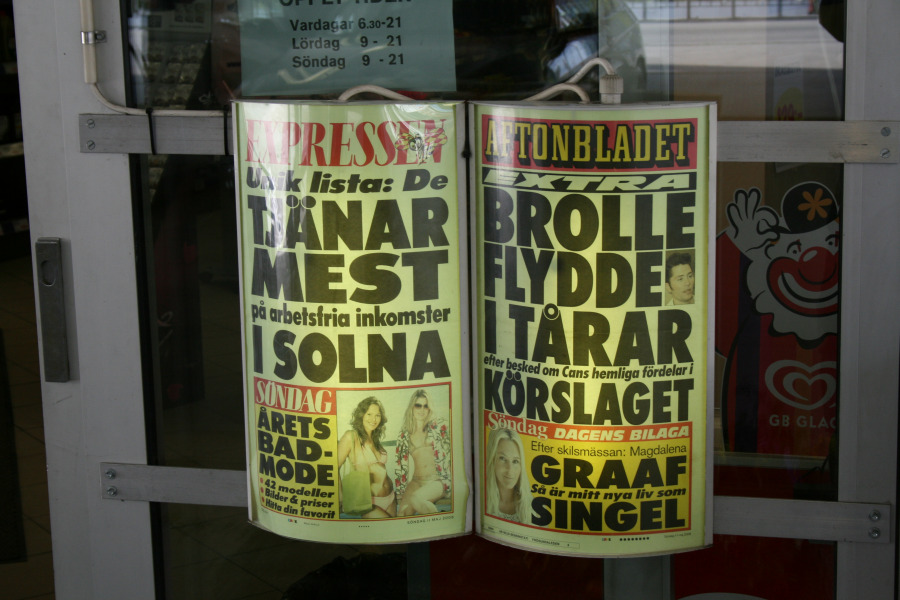 ÖPPETTIDER
Vardagar 6.30-21
Lördag 9 - 21
Söndag 9 - 21
EXPRESSEN
Unik lista: De
TJÄNAR
MEST
på arbetsfria inkomster
I SOLNA
SÖNDAG
ÅRETS
BAD-
MODE
42 modeller
Bilder & priser
Hitta din favorit
AFTONBLADET
EXTRA
BROLLE
FLYDDE
I TÅRAR
efter besked om Cans hemliga fördelar i
KÖRSLAGET
Söndag DAGENS BILAGA
Efter skilsmässan: Magdalena
GRAAF
Så är mitt nya liv som
SINGEL
GB GLA